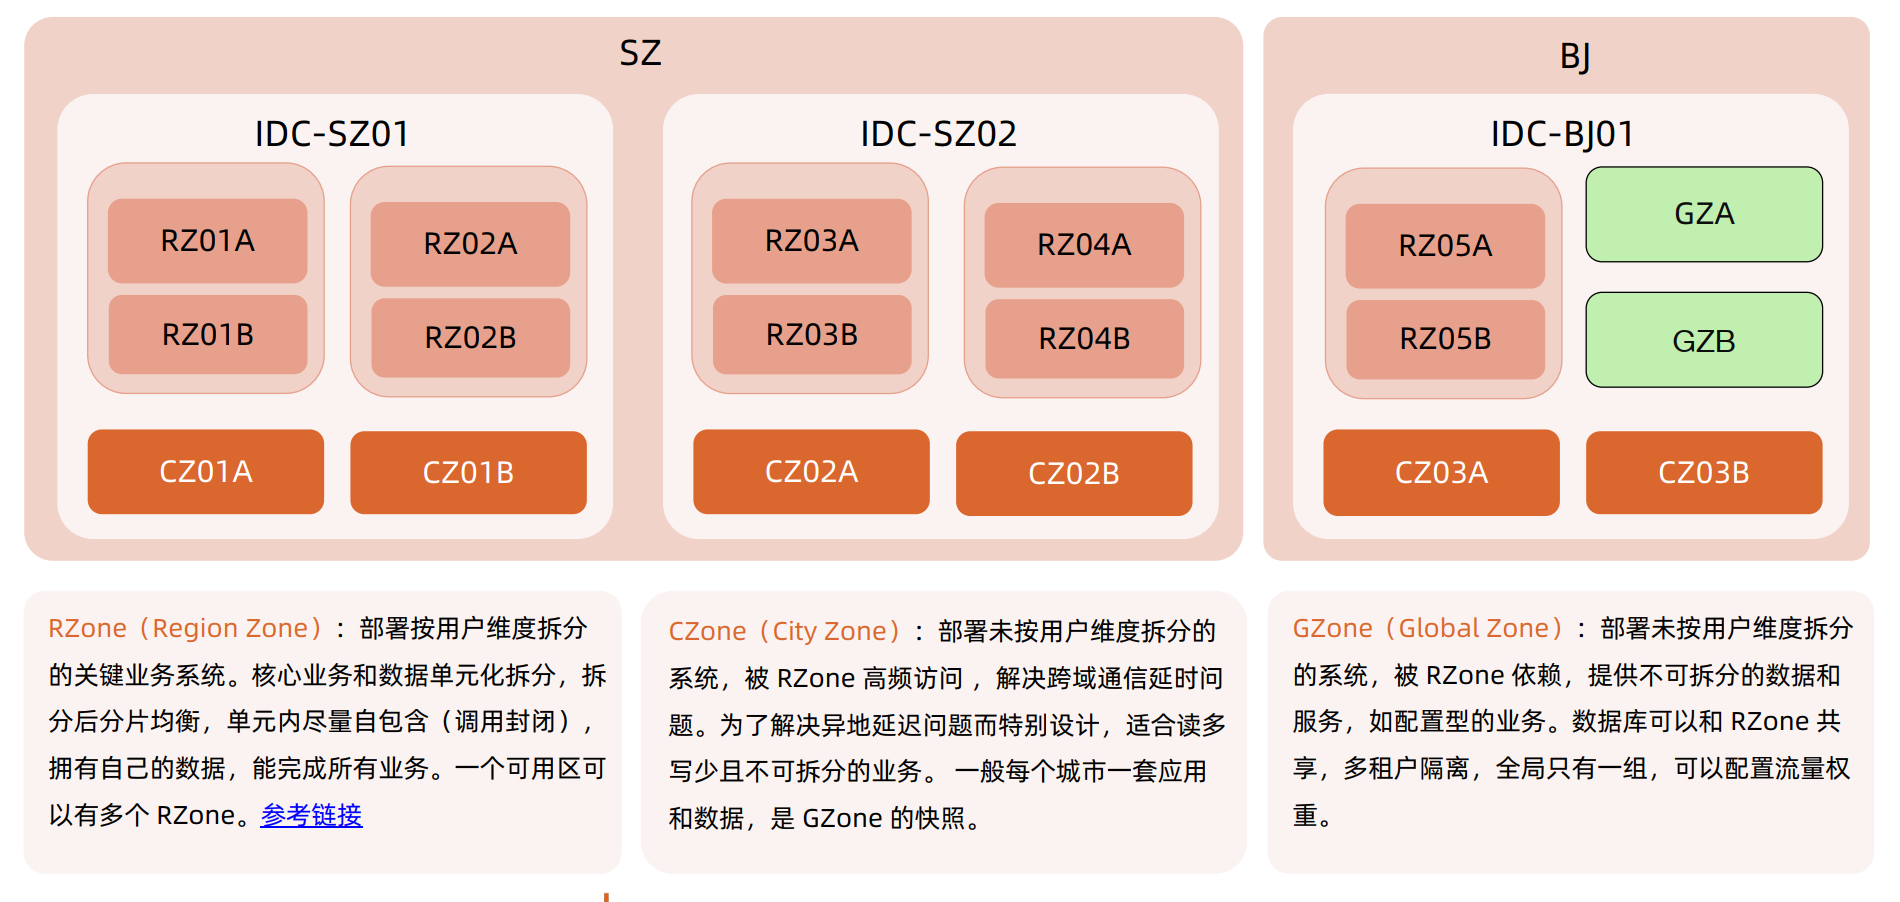 SZ
IDC-SZ01
RZ01A
RZ01B
RZ02A
RZ02B
CZ01A
CZ01B
IDC-SZ02
RZ03A
RZ03B
RZ04A
RZ04B
CZ02A
CZ02B
BJ
IDC-BJ01
RZ05A
RZ05B
GZA
GZB
CZ03A
CZ03B
RZone（Region Zone）：部署按用户维度拆分
的关键业务系统。核心业务和数据单元化拆分，拆
分后分片均衡，单元内尽量自包含（调用封闭），
拥有自己的数据，能完成所有业务。一个可用区可
以有多个 RZone。参考链接
CZone（City Zone）：部署未按用户维度拆分的
系统，被 RZone 高频访问 ，解决跨域通信延时问
题。为了解决异地延迟问题而特别设计，适合读多
写少且不可拆分的业务。 一般每个城市一套应用
和数据，是 GZone 的快照。
GZone（Global Zone）：部署未按用户维度拆分
的系统，被 RZone 依赖，提供不可拆分的数据和
服务，如配置型的业务。数据库可以和 RZone 共
享，多租户隔离，全局只有一组，可以配置流量权
重。